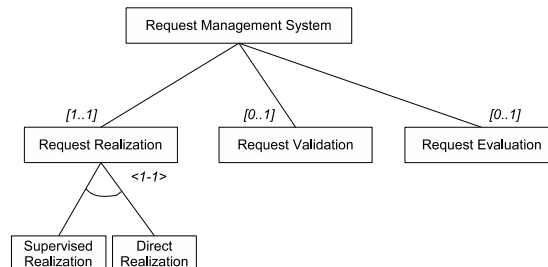 Request Management System
[1..1]
[0..1]
[0..1]
Request Realization
Request Validation
Request Evaluation
<1-1>
Supervised
Realization
Direct
Realization